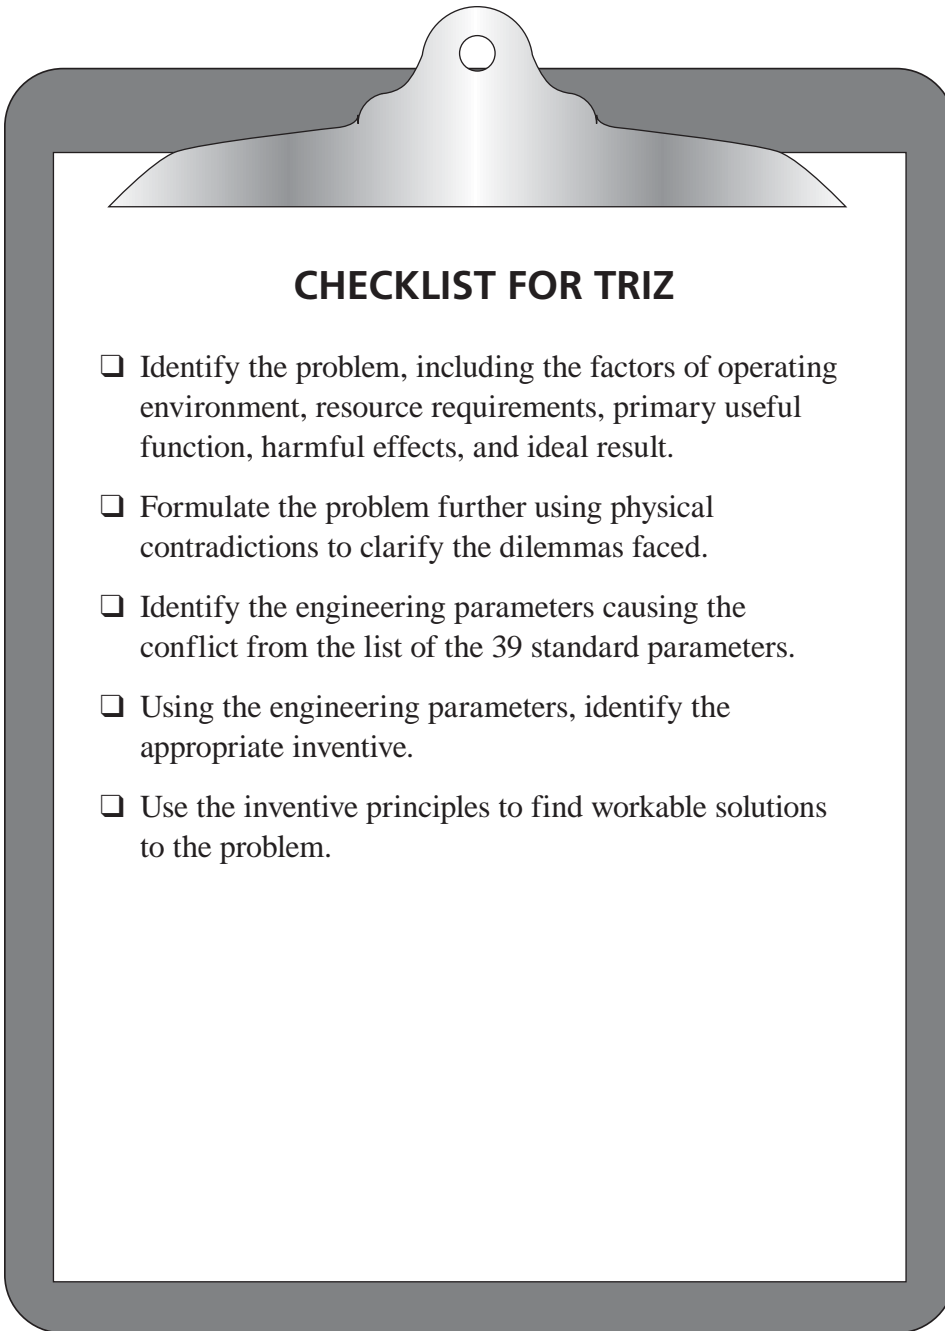 CHECKLIST FOR TRIZ
❑ Identify the problem, including the factors of operating
environment, resource requirements, primary useful
function, harmful effects, and ideal result.
❑ Formulate the problem further using physical
contradictions to clarify the dilemmas faced.
❑ Identify the engineering parameters causing the
conflict from the list of the 39 standard parameters.
❑ Using the engineering parameters, identify the
appropriate inventive.
❑ Use the inventive principles to find workable solutions
to the problem.